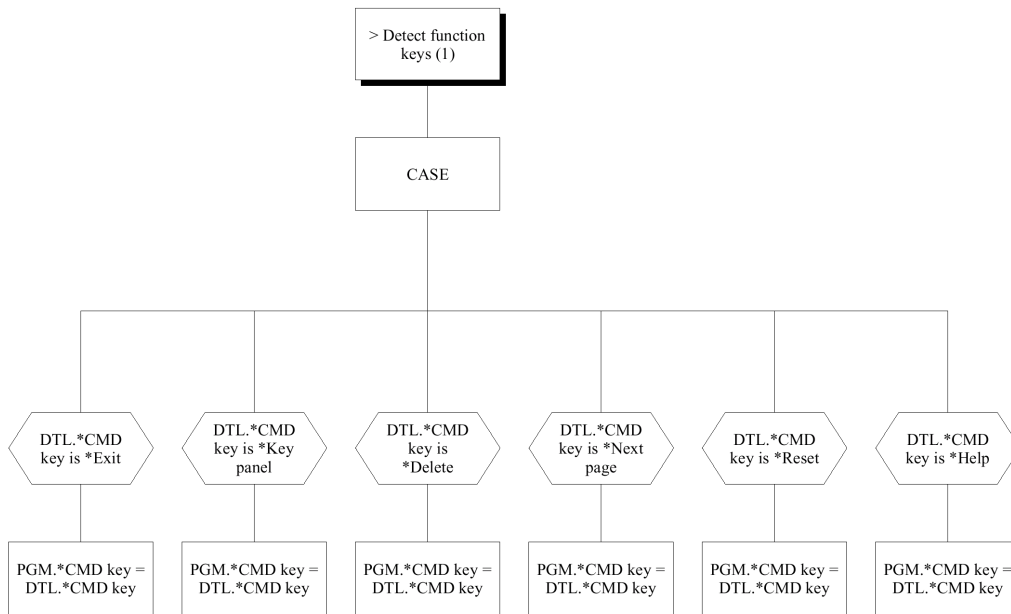 > Detect function
keys (1)
CASE
DTL.*CMD
key is *Exit
DTL.*CMD
key is *Key
panel
DTL.*CMD
key is
*Delete
DTL.*CMD
key is *Next
page
DTL.*CMD
key is *Reset
DTL.*CMD
key is *Help
PGM.*CMD key =
DTL.*CMD key
PGM.*CMD key =
DTL.*CMD key
PGM.*CMD key =
DTL.*CMD key
PGM.*CMD key =
DTL.*CMD key
PGM.*CMD key =
DTL.*CMD key
PGM.*CMD key =
DTL.*CMD key